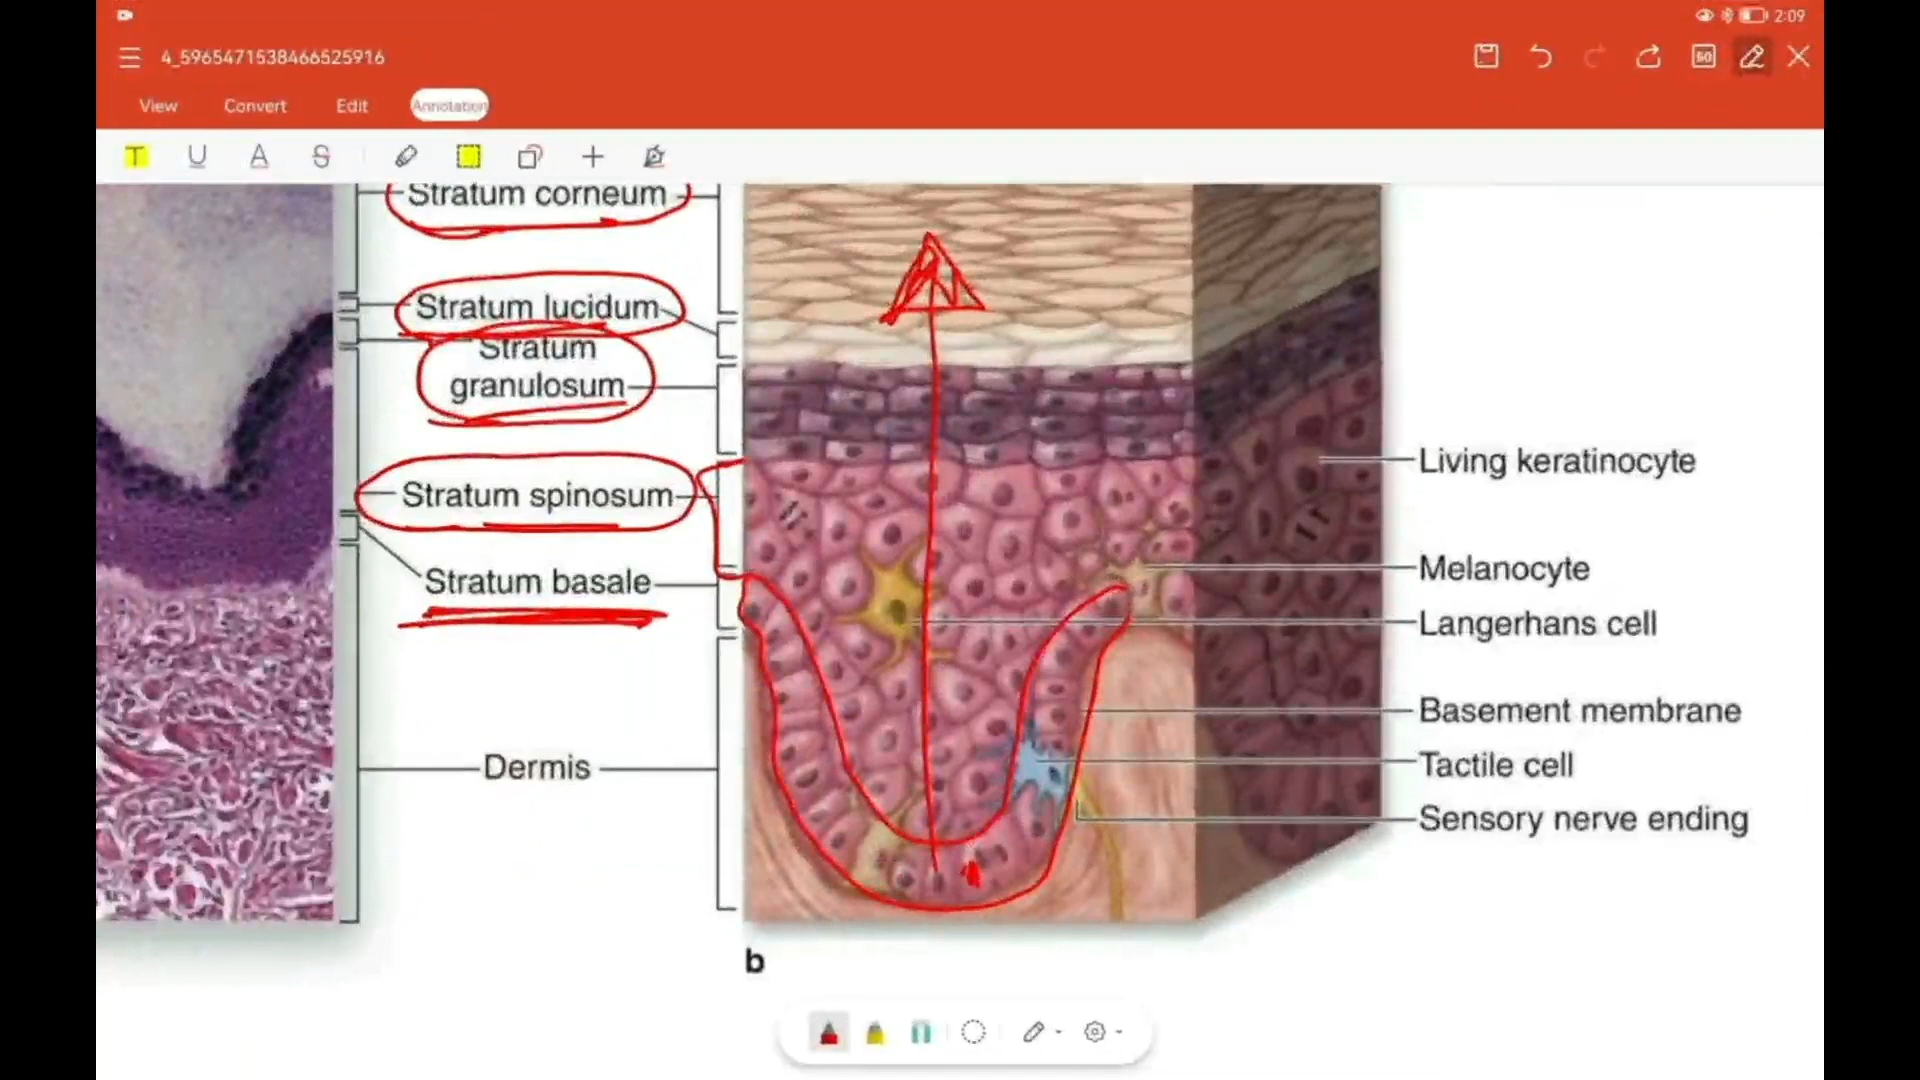 2:09
4_5965471538466525916
50
View Convert Edit Annotation
T U A S
Stratum corneum
Stratum lucidum
Stratum
granulosum
Stratum spinosum
Stratum basale
Dermis
Living keratinocyte
Melanocyte
Langerhans cell
Basement membrane
Tactile cell
Sensory nerve ending
b